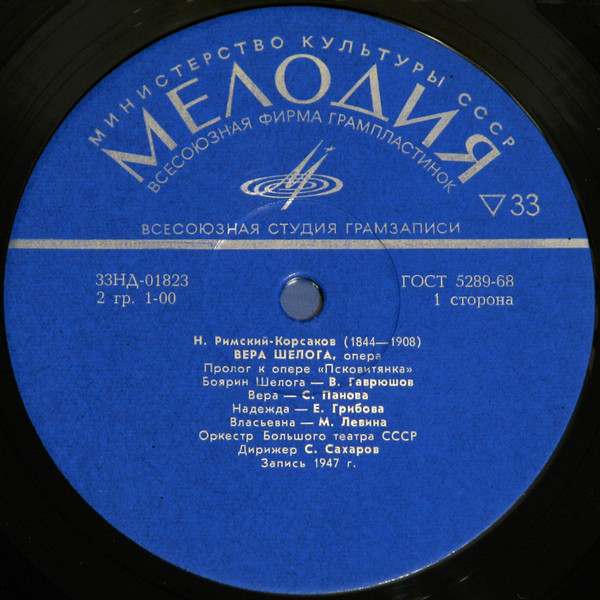 МИНИСТЕРСТВО КУЛЬТУРЫ СССР
МЕЛОДИЯ
ВСЕСОЮЗНАЯ ФИРМА ГРАМПЛАСТИНОК
33
ВСЕСОЮЗНАЯ СТУДИЯ ГРАМЗАПИСИ
33НД-01823
ГОСТ 5289-68
2 гр. 1-00
1 сторона
Н. Римский-Корсаков (1844—1908)
ВЕРА ШЕЛОГА, опера
Пролог к опере «Псковитянка»
Боярин Шелога — В. Гаврюшов
Вера — С. Панова
Надежда — Е. Грибова
Власьевна — М. Левина
Оркестр Большого театра СССР
Дирижер С. Сахаров
Запись 1947 г.